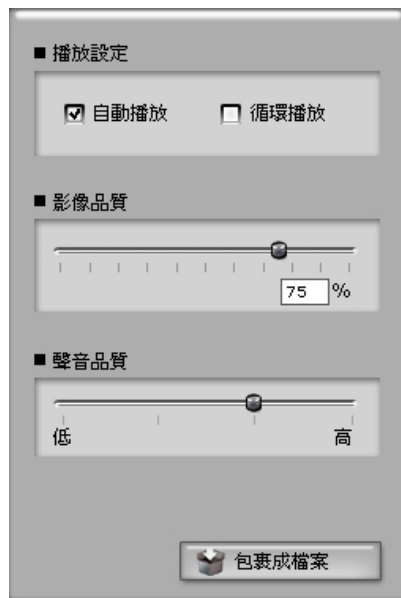 ■ 播放設定
自動播放 循環播放
■ 影像品質
75 %
■ 聲音品質
低 高
包裹成檔案